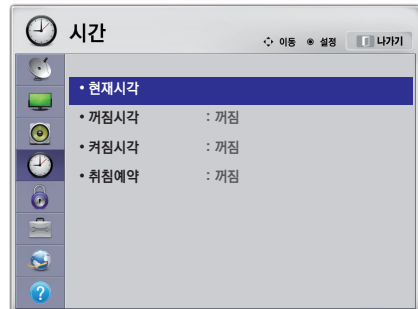 시간
이동 설정 나가기
• 현재시각
• 꺼짐시각 : 꺼짐
• 켜짐시각 : 꺼짐
• 취침예약 : 꺼짐
?